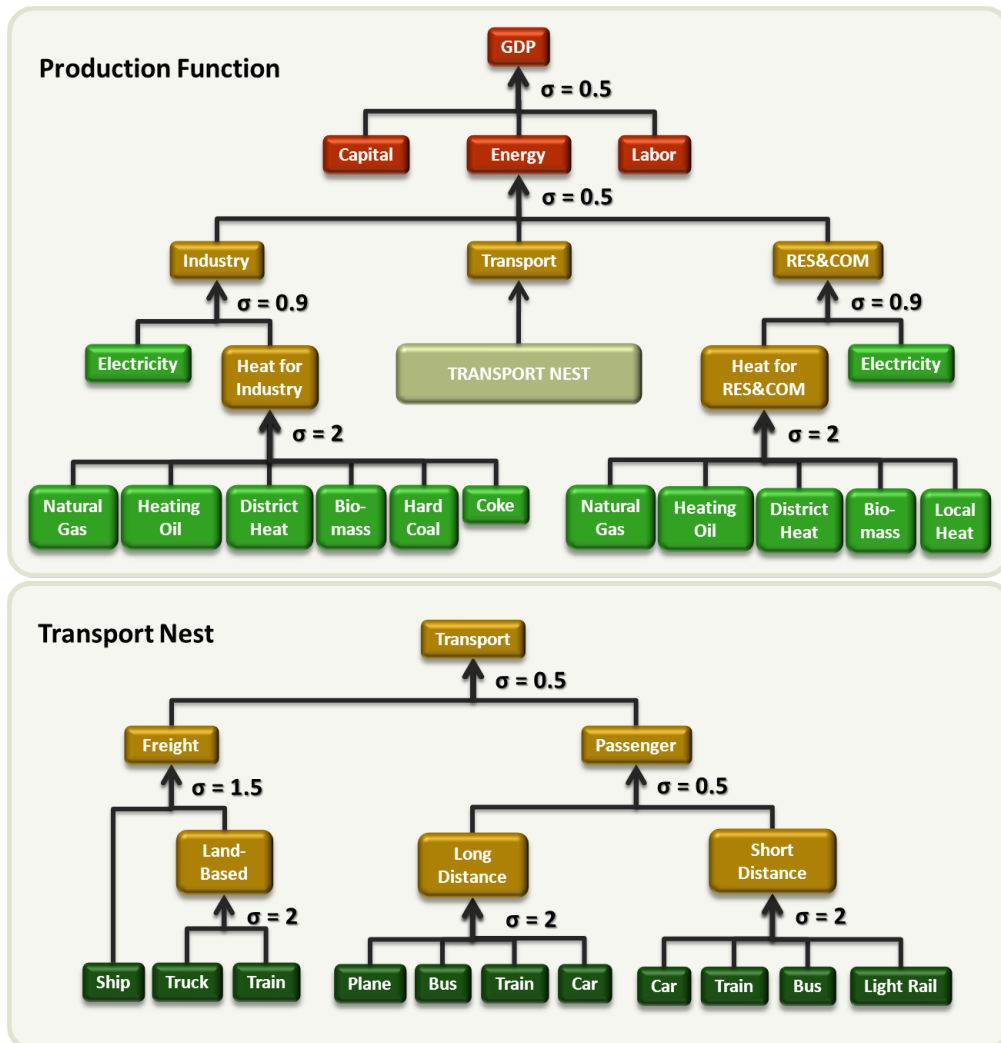 Production Function
GDP
σ = 0.5
Capital
Energy
Labor
σ = 0.5
Industry
Transport
RES&COM
σ = 0.9
σ = 0.9
Electricity
Heat for
Industry
TRANSPORT NEST
Heat for
RES&COM
Electricity
σ = 2
σ = 2
Natural
Gas
Heating
Oil
District
Heat
Bio-
mass
Hard
Coal
Coke
Natural
Gas
Heating
Oil
District
Heat
Bio-
mass
Local
Heat
Transport Nest
Transport
σ = 0.5
Freight
Passenger
σ = 1.5
σ = 0.5
Land-
Based
Long
Distance
Short
Distance
σ = 2
σ = 2
σ = 2
Ship
Truck
Train
Plane
Bus
Train
Car
Car
Train
Bus
Light Rail